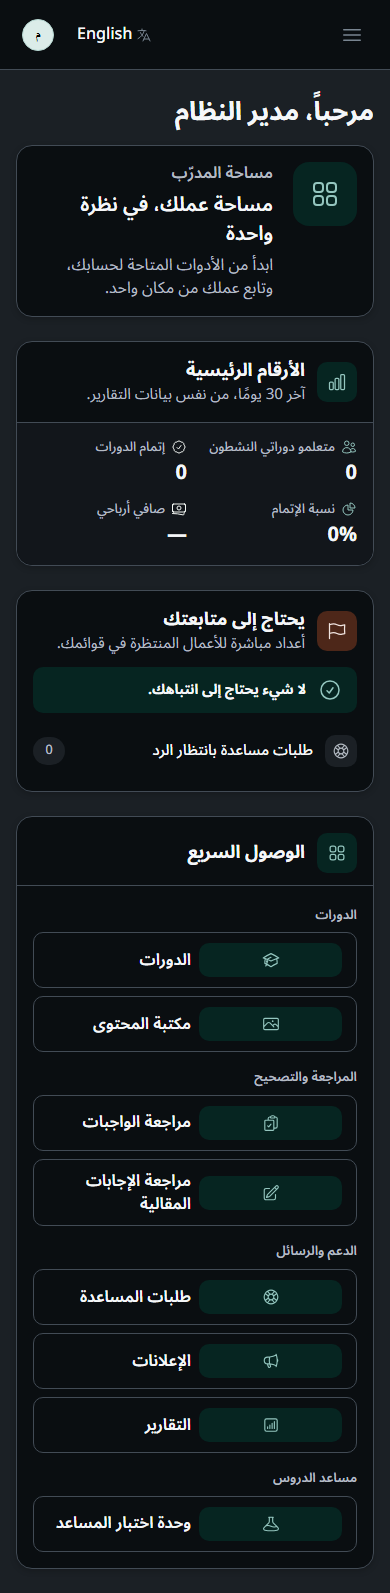 م
English
مرحباً، مدير النظام
مساحة المدرّب
مساحة عملك، في نظرة
واحدة
ابدأ من الأدوات المتاحة لحسابك،
وتابع عملك من مكان واحد.
الأرقام الرئيسية
آخر 30 يومًا، من نفس بيانات التقارير.
متعلمو دوراتي النشطون
0
إتمام الدورات
0
نسبة الإتمام
0%
صافي أرباحي
—
يحتاج إلى متابعتك
أعداد مباشرة للأعمال المنتظرة في قوائمك.
لا شيء يحتاج إلى انتباهك.
طلبات مساعدة بانتظار الرد
0
الوصول السريع
الدورات
الدورات
مكتبة المحتوى
المراجعة والتصحيح
مراجعة الواجبات
مراجعة الإجابات
المقالية
الدعم والرسائل
طلبات المساعدة
الإعلانات
التقارير
مساعد الدروس
وحدة اختبار المساعد